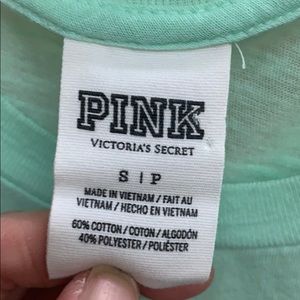 PINK
VICTORIA'S SECRET
S | P
MADE IN VIETNAM / FAIT AU
VIETNAM / HECHO EN VIETNAM
60% COTTON / COTON / ALGODÓN
40% POLYESTER / POLIÉSTER